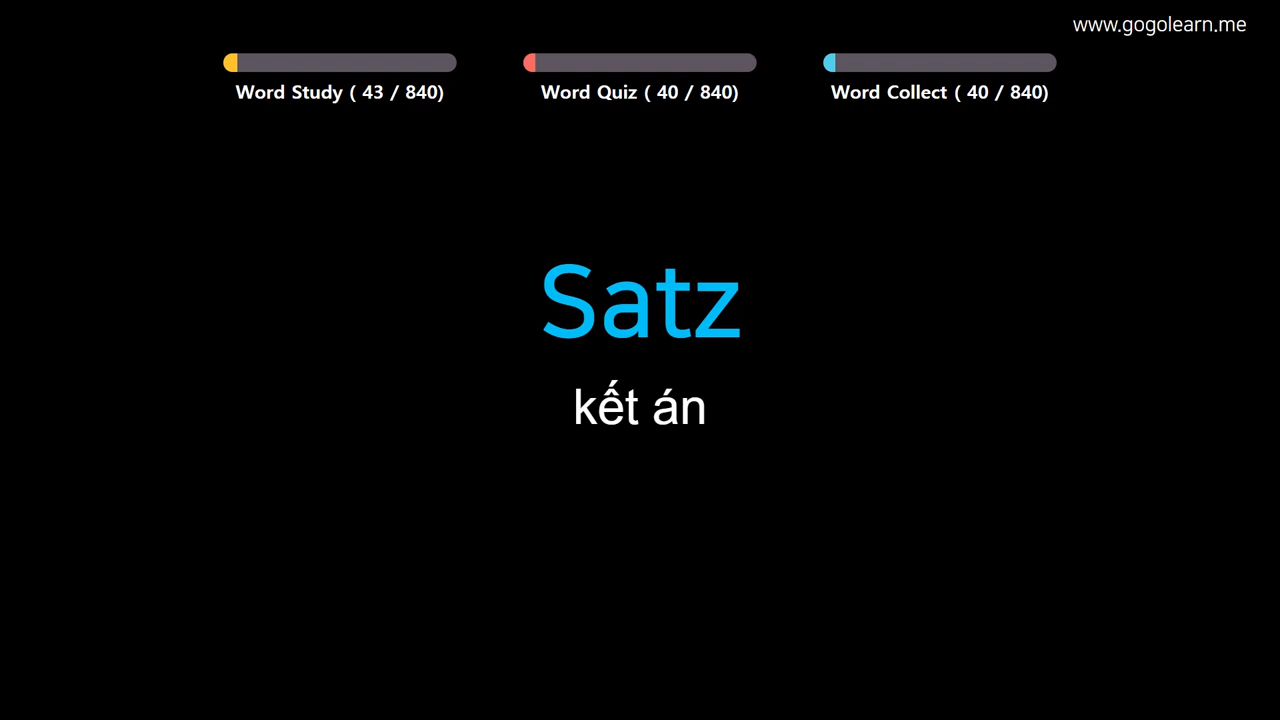 www.gogolearn.me
Word Study ( 43 / 840)
Word Quiz ( 40 / 840)
Word Collect ( 40 / 840)
Satz
kết án